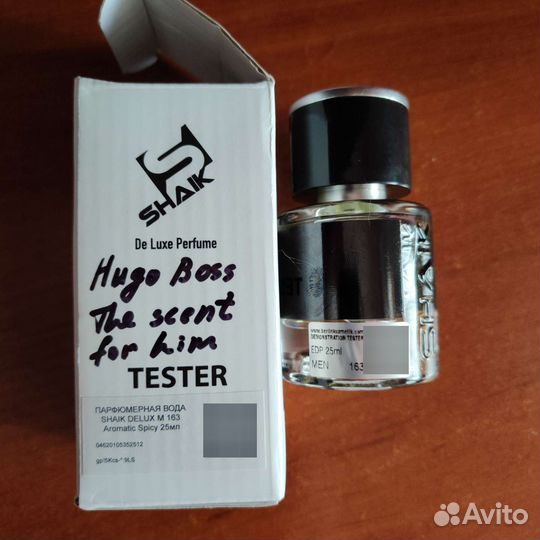 SHAIK
De Luxe Perfume
Hugo Boss
The scent
for him
TESTER
ПАРФЮМЕРНАЯ ВОДА
SHAIK DELUX M 163
Aromatic Spicy 25мл
04620105352512
SHAIK
DEMONSTRATION TESTER
EDP 25ml
MEN 163
Avito